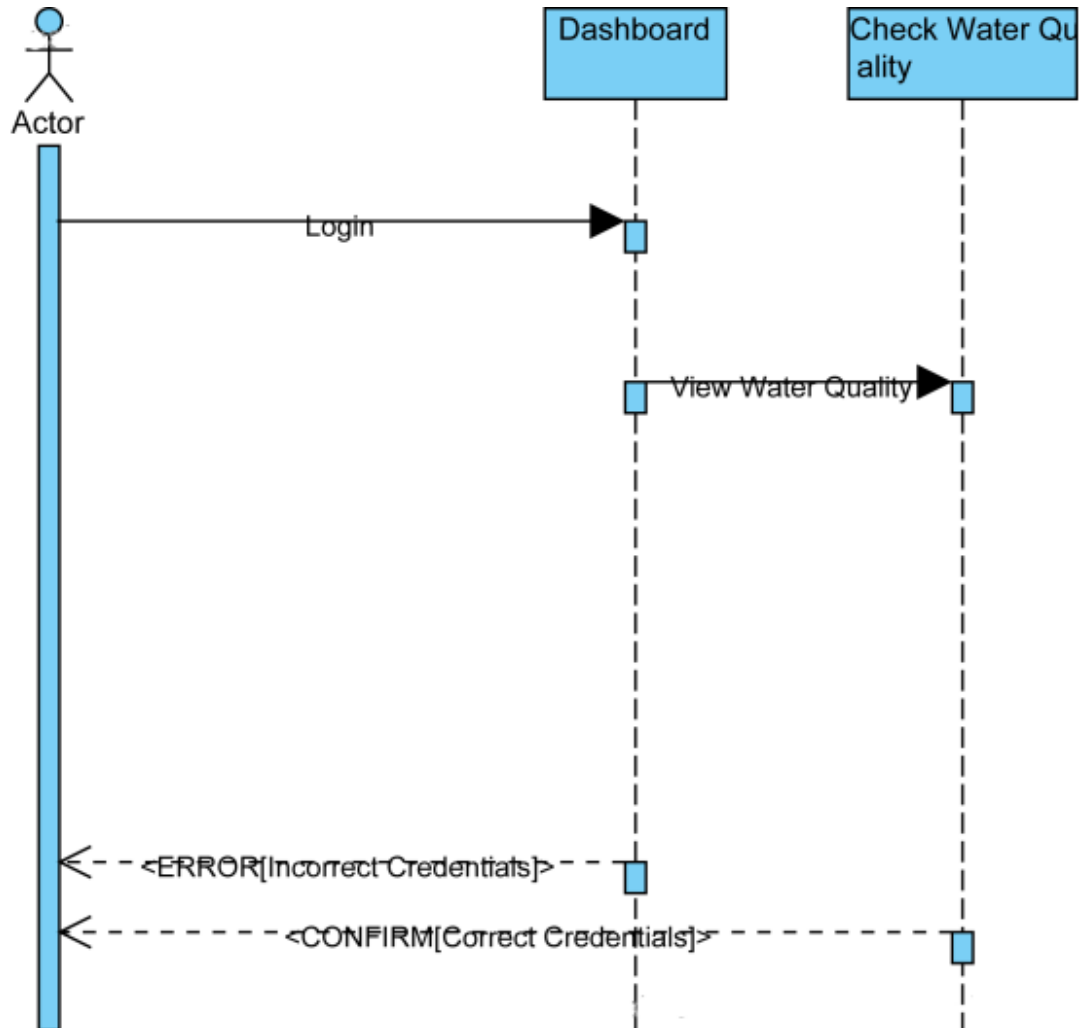 Dashboard
Check Water Qu
ality
Actor
Login
View Water Quality
<ERROR[Incorrect Credentials]>
<CONFIRM[Correct Credentials]>